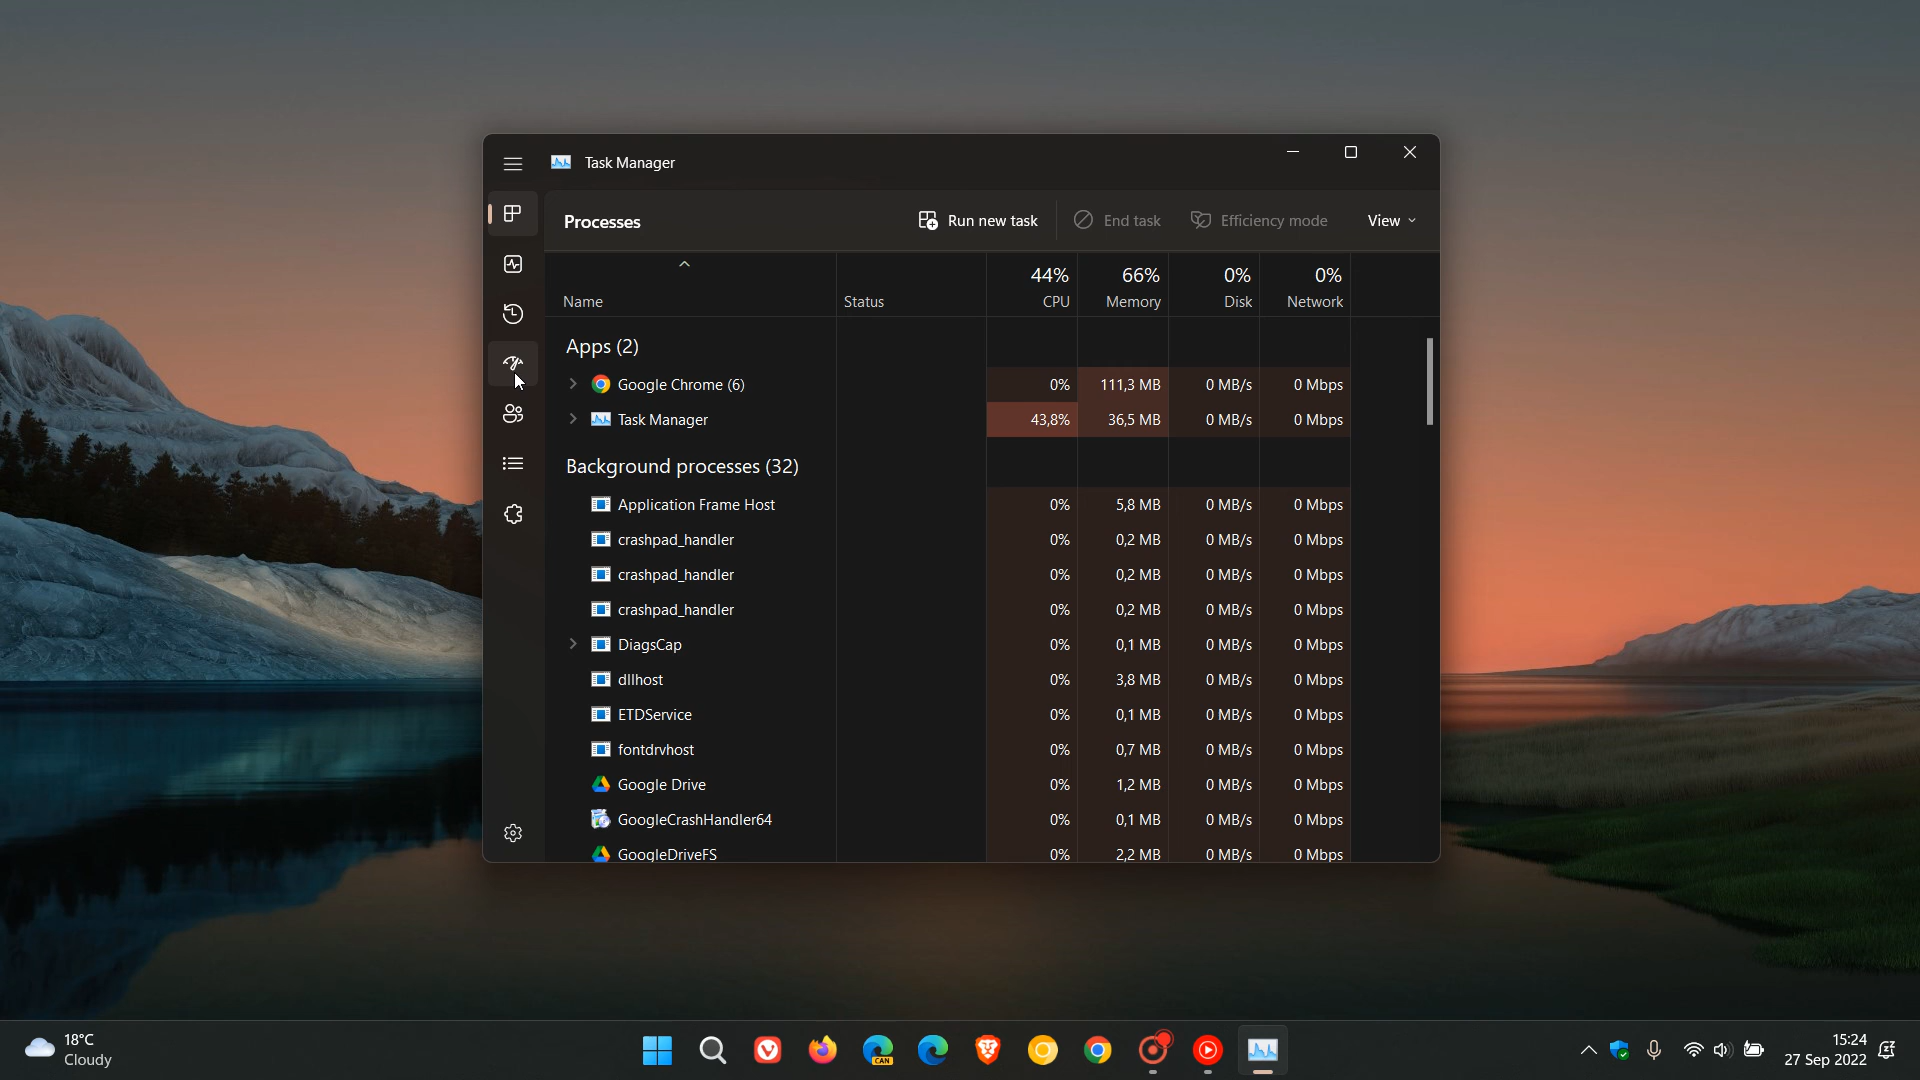 Task Manager
Processes
Run new task
End task
Efficiency mode
View
44% 66% 0% 0%
Name Status CPU Memory Disk Network
Apps (2)
Google Chrome (6) 0% 111,3 MB 0 MB/s 0 Mbps
Task Manager 43,8% 36,5 MB 0 MB/s 0 Mbps
Background processes (32)
Application Frame Host 0% 5,8 MB 0 MB/s 0 Mbps
crashpad_handler 0% 0,2 MB 0 MB/s 0 Mbps
crashpad_handler 0% 0,2 MB 0 MB/s 0 Mbps
crashpad_handler 0% 0,2 MB 0 MB/s 0 Mbps
DiagsCap 0% 0,1 MB 0 MB/s 0 Mbps
dllhost 0% 3,8 MB 0 MB/s 0 Mbps
ETDService 0% 0,1 MB 0 MB/s 0 Mbps
fontdrvhost 0% 0,7 MB 0 MB/s 0 Mbps
Google Drive 0% 1,2 MB 0 MB/s 0 Mbps
GoogleCrashHandler64 0% 0,1 MB 0 MB/s 0 Mbps
GoogleDriveFS 0% 2,2 MB 0 MB/s 0 Mbps
18°C
Cloudy
CAN
15:24
27 Sep 2022